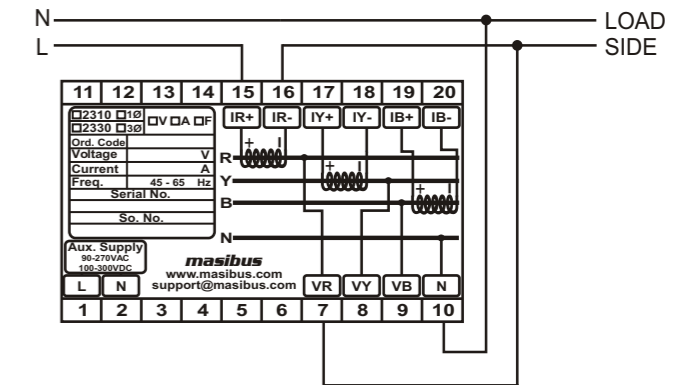 N LOAD
L SIDE
11 12 13 14 15 16 17 18 19 20
☐2310 ☐1Ø ☐V ☐A ☐F IR+ IR- IY+ IY- IB+ IB-
☐2330 ☐3Ø
Ord. Code
Voltage V
Current A
Freq. 45 - 65 Hz
Serial No.
So. No.
+ –
R
+ –
Y
+ –
B
N
Aux. Supply
90-270VAC
100-300VDC
masibus
www.masibus.com
support@masibus.com
L N VR VY VB N
1 2 3 4 5 6 7 8 9 10